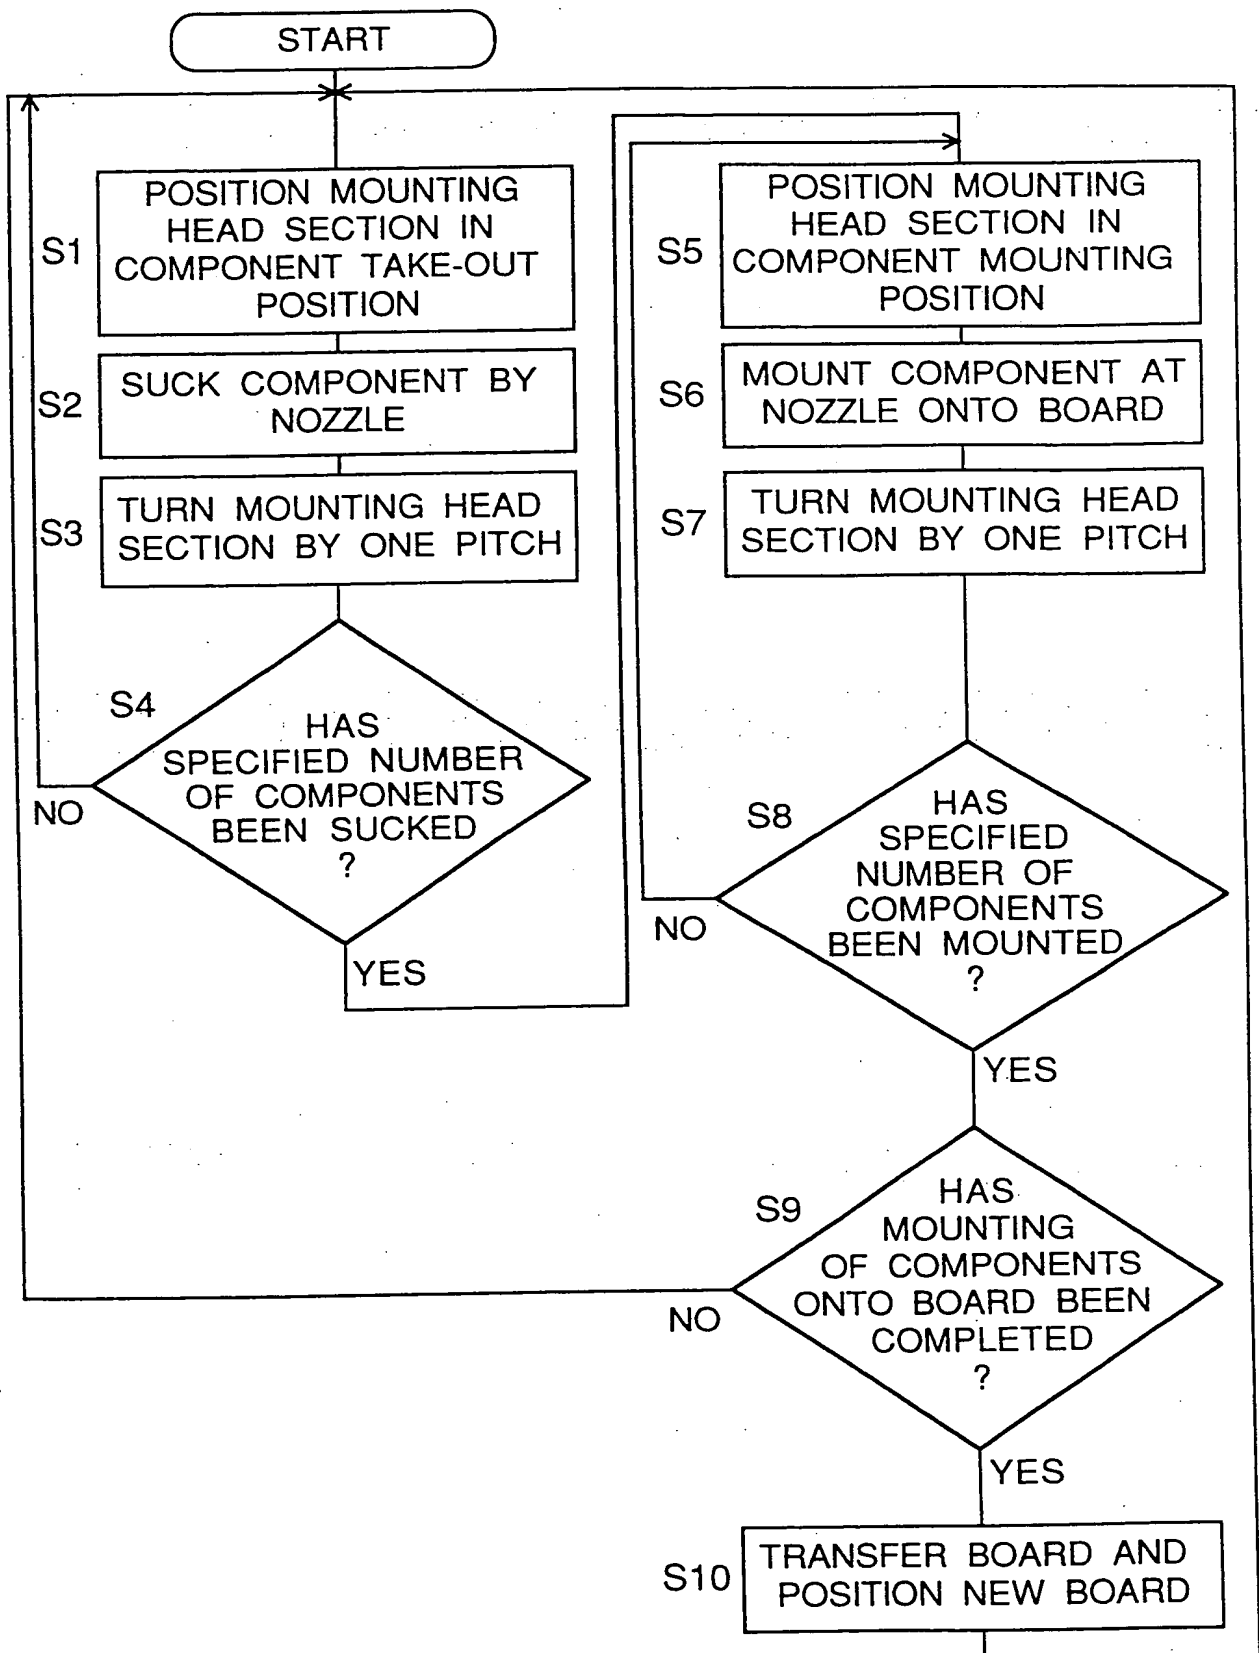 START
S1
POSITION MOUNTING
HEAD SECTION IN
COMPONENT TAKE-OUT
POSITION
S2
SUCK COMPONENT BY
NOZZLE
S3
TURN MOUNTING HEAD
SECTION BY ONE PITCH
S4
HAS
SPECIFIED NUMBER
OF COMPONENTS
BEEN SUCKED
?
NO
YES
S5
POSITION MOUNTING
HEAD SECTION IN
COMPONENT MOUNTING
POSITION
S6
MOUNT COMPONENT AT
NOZZLE ONTO BOARD
S7
TURN MOUNTING HEAD
SECTION BY ONE PITCH
S8
HAS
SPECIFIED
NUMBER OF
COMPONENTS
BEEN MOUNTED
?
NO
YES
S9
HAS
MOUNTING
OF COMPONENTS
ONTO BOARD BEEN
COMPLETED
?
NO
YES
S10
TRANSFER BOARD AND
POSITION NEW BOARD